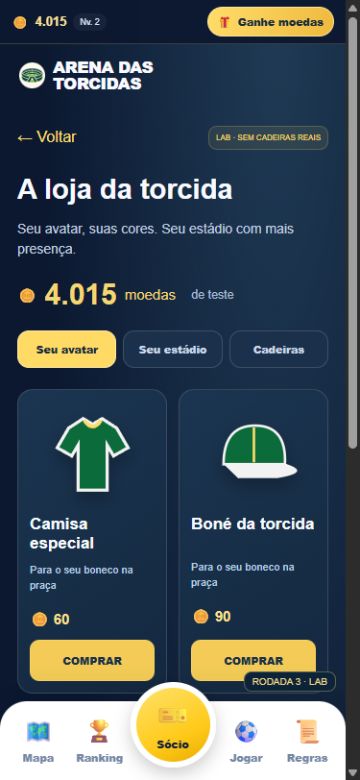 4.015 Nv. 2 Ganhe moedas
ARENA DAS
TORCIDAS
← Voltar LAB · SEM CADEIRAS REAIS
A loja da torcida
Seu avatar, suas cores. Seu estádio com mais
presença.
4.015 moedas de teste
Seu avatar Seu estádio Cadeiras
Camisa
especial
Para o seu boneco na
praça
60
COMPRAR
Boné da torcida
Para o seu boneco na
praça
90
COMPRAR
RODADA 3 · LAB
Mapa Ranking Sócio Jogar Regras